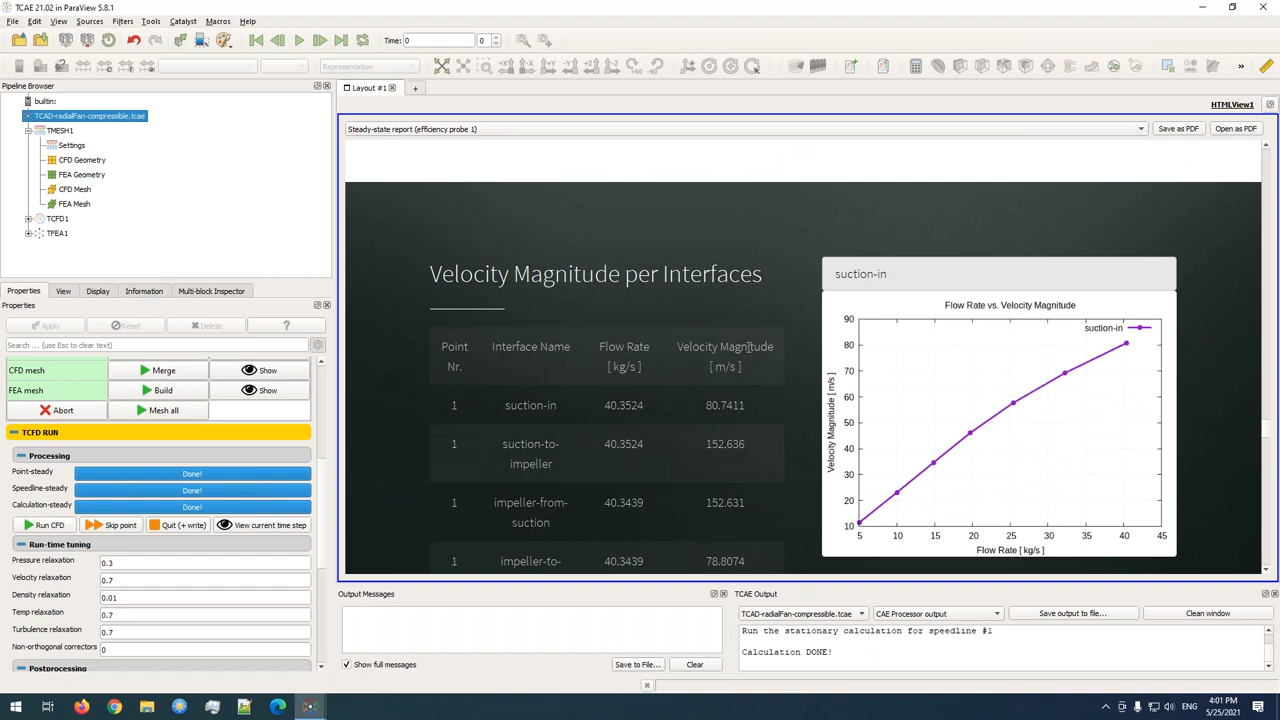 TCAE 21.02 in ParaView 5.8.1
File Edit View Sources Filters Tools Catalyst Macros Help
Time: 0 0
Representation
Pipeline Browser
builtin:
TCAD-radialFan-compressible.tcae
TMESH1
Settings
CFD Geometry
FEA Geometry
CFD Mesh
FEA Mesh
TCFD1
TFEA1
Properties View Display Information Multi-block Inspector
Properties
Apply Reset Delete ?
Search ... (use Esc to clear text)
CFD mesh Merge Show
FEA mesh Build Show
Abort Mesh all
TCFD RUN
Processing
Point-steady Done!
Speedline-steady Done!
Calculation-steady Done!
Run CFD Skip point Quit (+ write) View current time step
Run-time tuning
Pressure relaxation 0.3
Velocity relaxation 0.7
Density relaxation 0.01
Temp relaxation 0.7
Turbulence relaxation 0.7
Non-orthogonal correctors 0
Postprocessing
Layout #1 +
HTMLView1
Steady-state report (efficiency probe 1) Save as PDF Open as PDF
Velocity Magnitude per Interfaces
Point Interface Name Flow Rate Velocity Magnitude
Nr. [ kg/s ] [ m/s ]
1 suction-in 40.3524 80.7411
1 suction-to- 40.3524 152.636
impeller
1 impeller-from- 40.3439 152.631
suction
1 impeller-to- 40.3439 78.8074
suction-in
Flow Rate vs. Velocity Magnitude
suction-in
90
80
70
60
50
40
30
20
10
Velocity Magnitude [ m/s ]
5 10 15 20 25 30 35 40 45
Flow Rate [ kg/s ]
Output Messages
Show full messages Save to File... Clear
TCAE Output
TCAD-radialFan-compressible.tcae CAE Processor output Save output to file... Clean window
Run the stationary calculation for speedline #1
Calculation DONE!
ENG
4:01 PM
5/25/2021